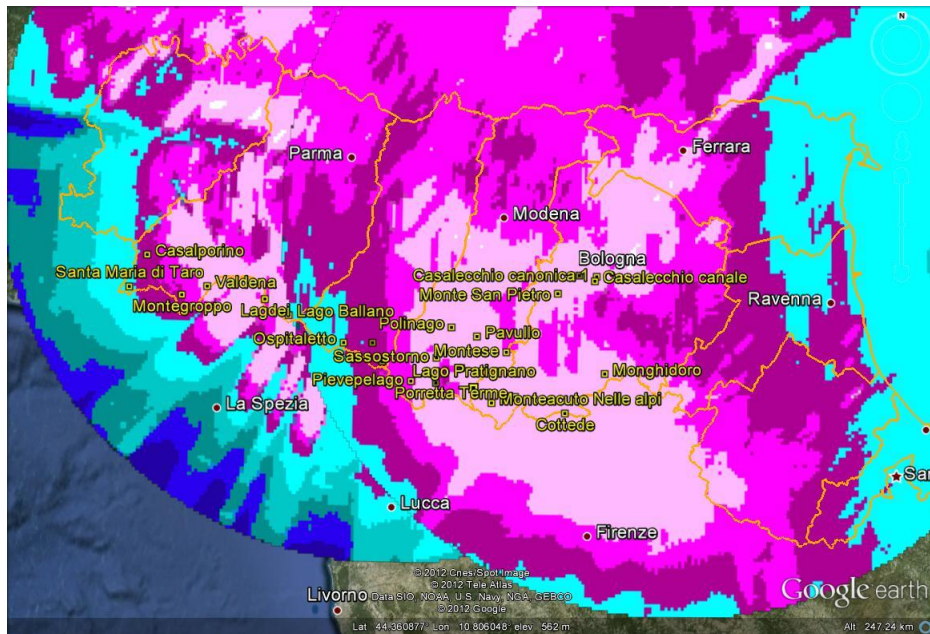 N
Parma
Ferrara
Modena
Bologna
Casalporino
Santa Maria di Taro
Valdena
Montegroppo
Casalecchio canonica-1
Casalecchio canale
Monte San Pietro
Ravenna
Lagdei
Lago Ballano
Polinago
Pavullo
Ospitaletto
Sassostorno
Montese
Lago Pratignano
Pievepelago
Monghidoro
Porretta Terme
Monteacuto Nelle alpi
La Spezia
Cottede
San
Lucca
Firenze
© 2012 Cnes/Spot Image
© 2012 Tele Atlas
Data SIO, NOAA, U.S. Navy, NGA, GEBCO
© 2012 Google
Google earth
Livorno
Lat 44.360877 Lon 10.806048 elev 562 m
Alt 247.24 km